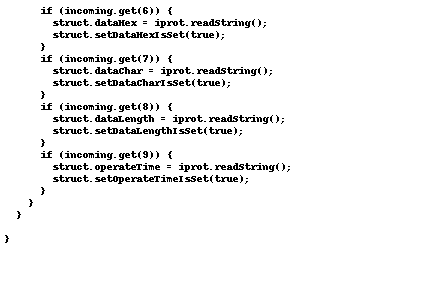 if (incoming.get(6)) {
        struct.dataHex = iprot.readString();
        struct.setDataHexIsSet(true);
      }
      if (incoming.get(7)) {
        struct.dataChar = iprot.readString();
        struct.setDataCharIsSet(true);
      }
      if (incoming.get(8)) {
        struct.dataLength = iprot.readString();
        struct.setDataLengthIsSet(true);
      }
      if (incoming.get(9)) {
        struct.operateTime = iprot.readString();
        struct.setOperateTimeIsSet(true);
      }
    }
  }
}